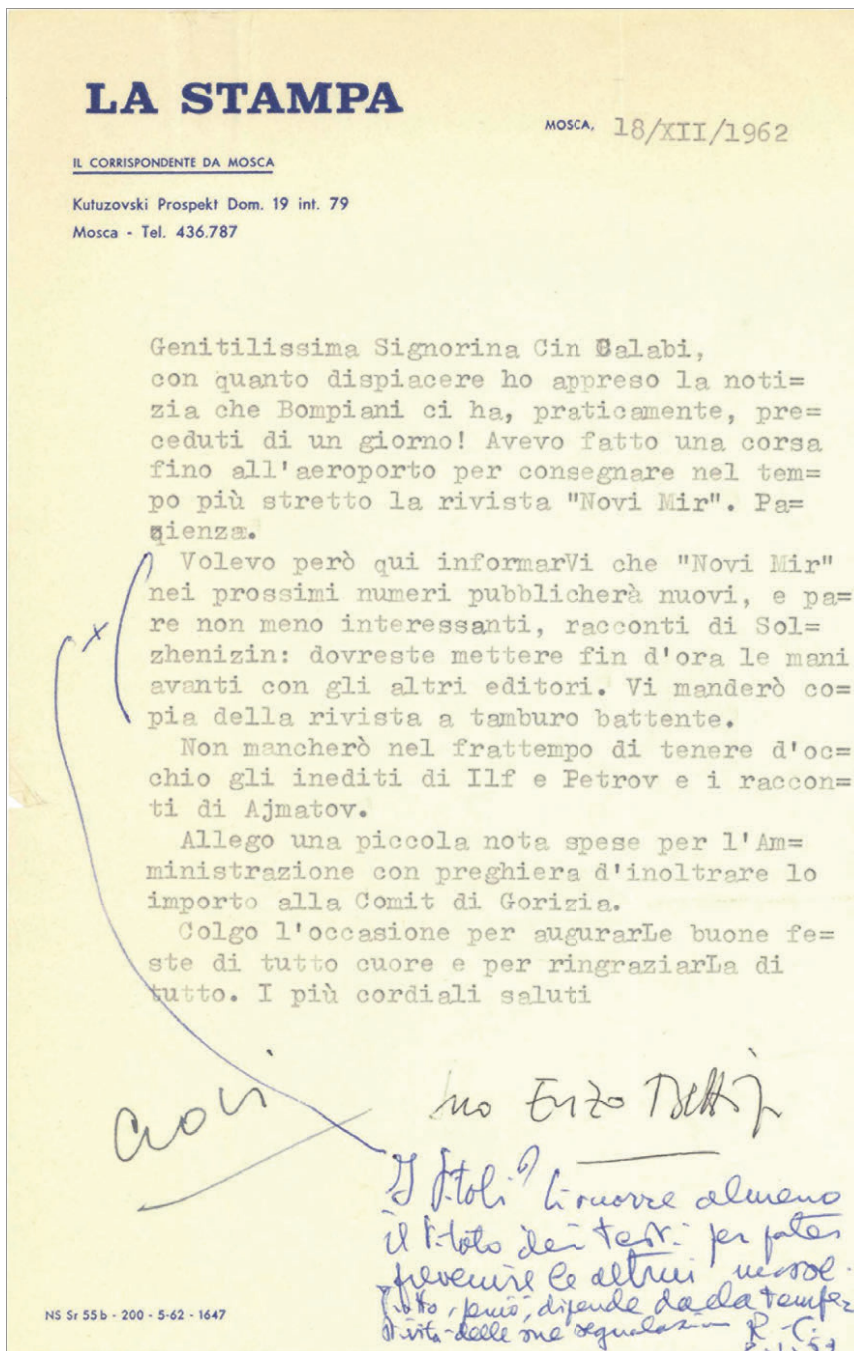 LA STAMPA
MOSCA, 18/XII/1962
IL CORRISPONDENTE DA MOSCA
Kutuzovski Prospekt Dom. 19 int. 79
Mosca - Tel. 436.787
Genitilissima Signorina Cin Calabi,
con quanto dispiacere ho appreso la noti=
zia che Bompiani ci ha, praticamente, pre=
ceduti di un giorno! Avevo fatto una corsa
fino all'aeroporto per consegnare nel tem=
po più stretto la rivista "Novi Mir". Pa=
zienza.
Volevo però qui informarVi che "Novi Mir"
nei prossimi numeri pubblicherà nuovi, e pa=
re non meno interessanti, racconti di Sol=
zhenizin: dovreste mettere fin d'ora le mani
avanti con gli altri editori. Vi manderò co=
pia della rivista a tamburo battente.
Non mancherò nel frattempo di tenere d'oc=
chio gli inediti di Ilf e Petrov e i raccon=
ti di Ajmatov.
Allego una piccola nota spese per l'Am=
ministrazione con preghiera d'inoltrare lo
importo alla Comit di Gorizia.
Colgo l'occasione per augurarLe buone fe=
ste di tutto cuore e per ringraziarLa di
tutto. I più cordiali saluti
Enzo
I titoli? almeno
il titolo dei testi per poter
prevenire le altrui mosse.
Tutto, però, dipende dalla tempe
stività delle sue segnalazioni R. C.
NS Sr 55 b - 200 - 5-62 - 1647